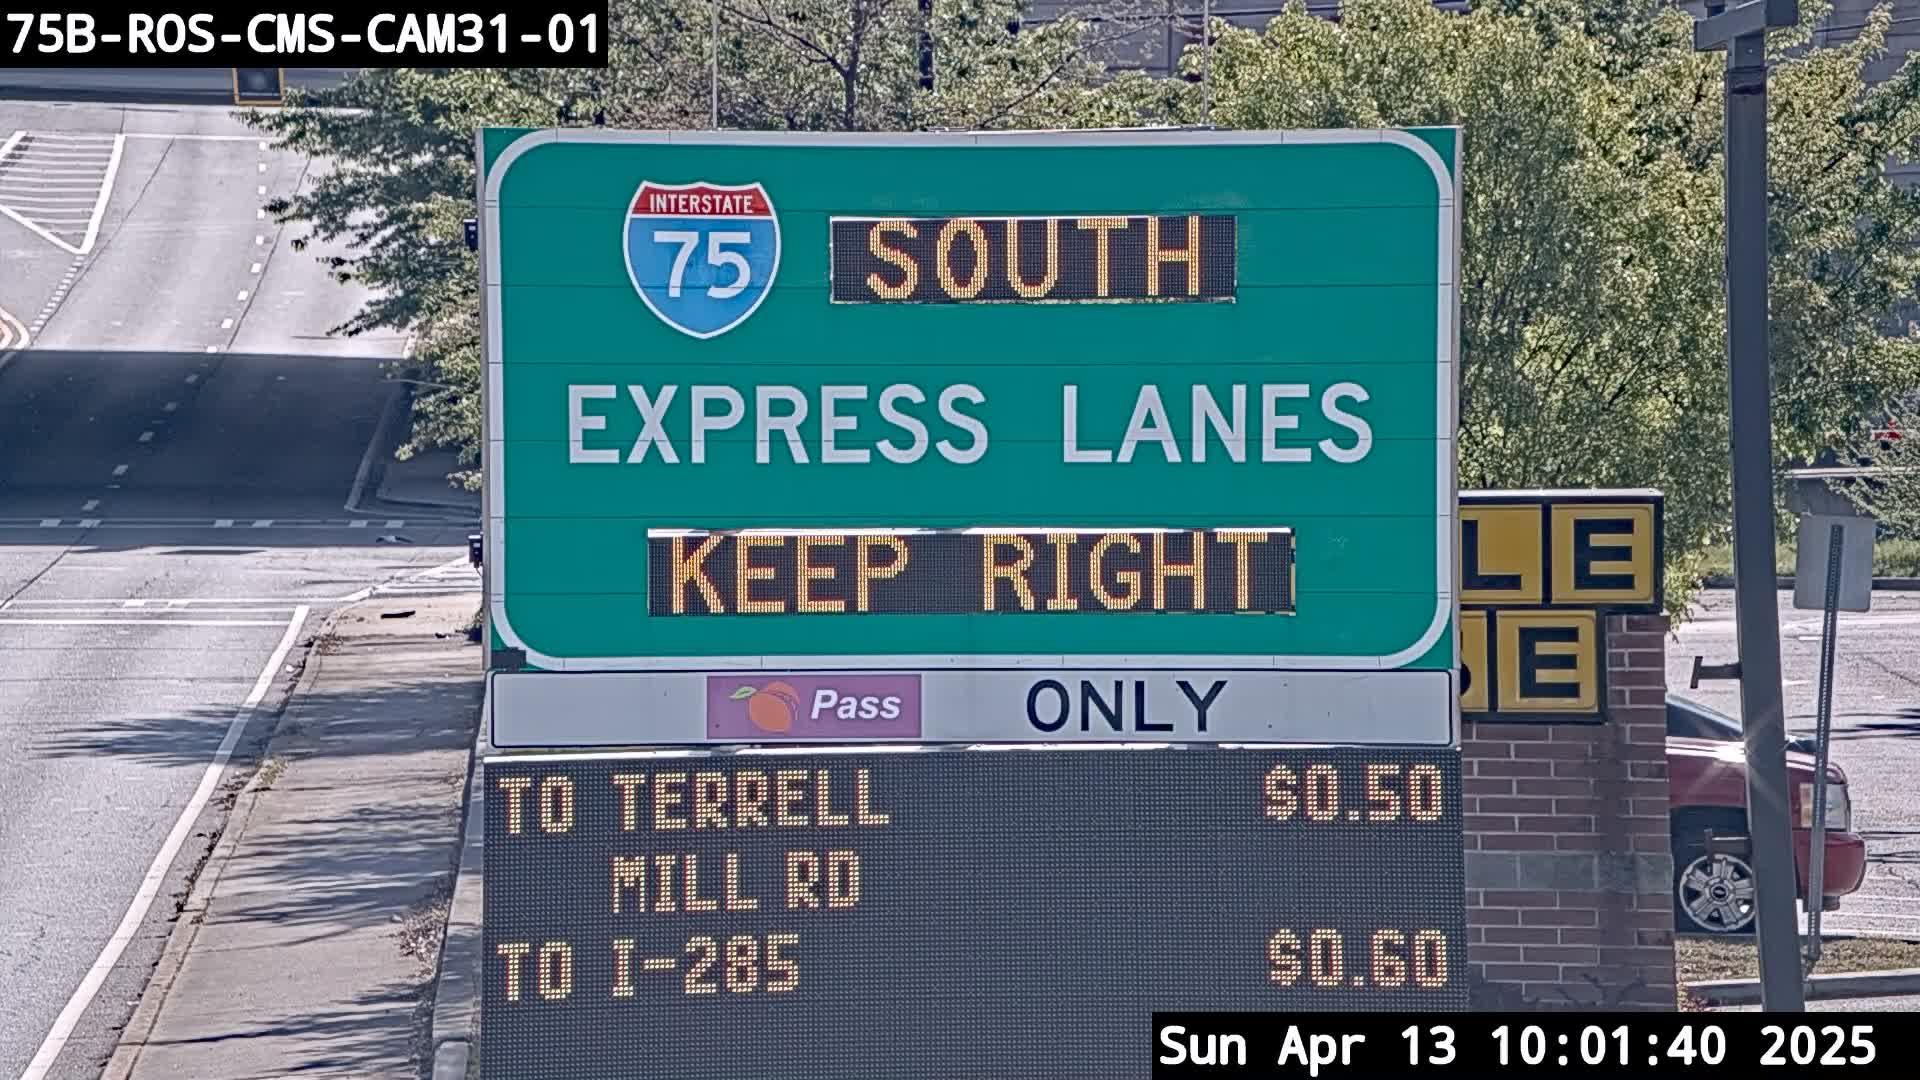 75B-ROS-CMS-CAM31-01
INTERSTATE
75
SOUTH
EXPRESS LANES
KEEP RIGHT
LE
E
Pass ONLY
TO TERRELL $0.50
MILL RD
TO I-285 $0.60
Sun Apr 13 10:01:40 2025